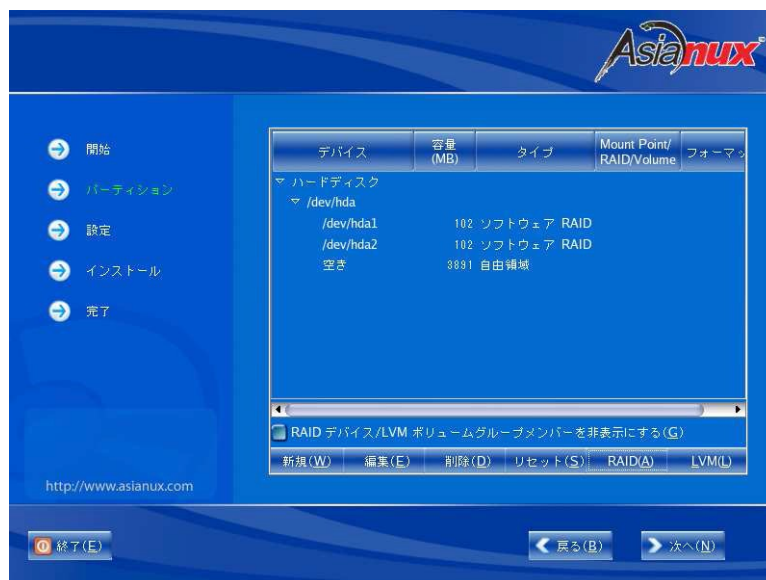 Asianux
開始
パーティション
設定
インストール
完了
http://www.asianux.com
デバイス 容量 (MB) タイプ Mount Point/ RAID/Volume フォーマッ
ハードディスク
/dev/hda
/dev/hda1 102 ソフトウェア RAID
/dev/hda2 102 ソフトウェア RAID
空き 3891 自由領域
RAID デバイス/LVM ボリュームグループメンバーを非表示にする(G)
新規(W) 編集(E) 削除(D) リセット(S) RAID(A) LVM(L)
終了(E) 戻る(B) 次へ(N)